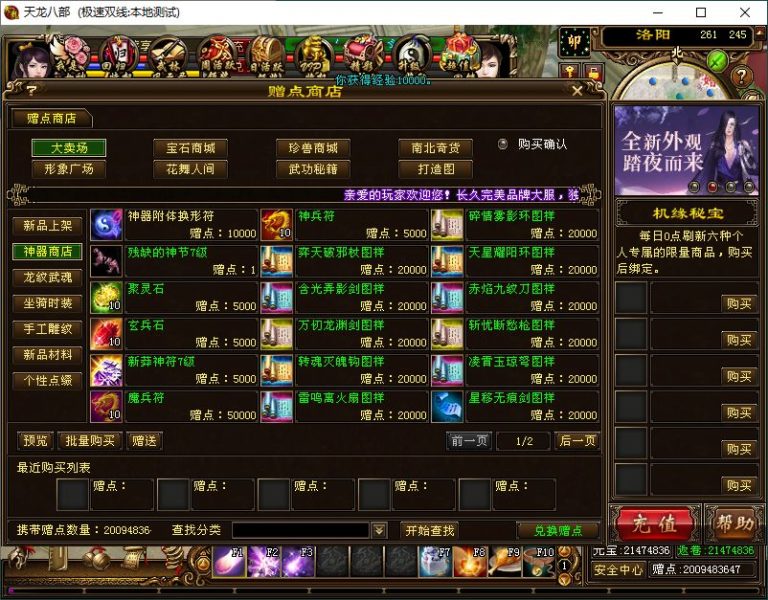 天龙八部 (极速双线:本地测试)
洛阳 261 245
北
卯
你获得经验10000。
赠点商店
赠点商店
大卖场 宝石商城 珍兽商城 南北奇货 购买确认
形象广场 花舞人间 武功秘籍 打造图
亲爱的玩家欢迎您！长久完美品牌大服，独
新品上架
神器商店
龙纹武魂
坐骑时装
手工雕纹
新品材料
个性点缀
神器附体换形符 赠点：10000
神兵符 赠点：5000
10
碎情雾影环图样 赠点：20000
残缺的神节7级 赠点：1
弈天破邪杖图样 赠点：20000
天星耀阳环图样 赠点：20000
聚灵石 赠点：5000
10
含光弄影剑图样 赠点：20000
赤焰九纹刀图样 赠点：20000
玄兵石 赠点：5000
10
万仞龙渊剑图样 赠点：20000
斩忧断愁枪图样 赠点：20000
新莽神符7级 赠点：5000
转魂灭魄钩图样 赠点：20000
凌霄玉琼弩图样 赠点：20000
魔兵符 赠点：50000
10
雷鸣离火扇图样 赠点：20000
星移无痕剑图样 赠点：20000
预览 批量购买 赠送 前一页 1/2 后一页
最近购买列表
赠点： 赠点： 赠点： 赠点： 赠点：
携带赠点数量：20094836 查找分类 开始查找 兑换赠点
全新外观
踏夜而来
机缘秘宝
每日0点刷新六种个
人专属的限量商品，购买
后绑定。
购买
购买
购买
购买
购买
购买
充值 帮助
F1 F2 F3 F7 F8 F9 F10
1
元宝:21474836
安全中心 赠点:2009483647